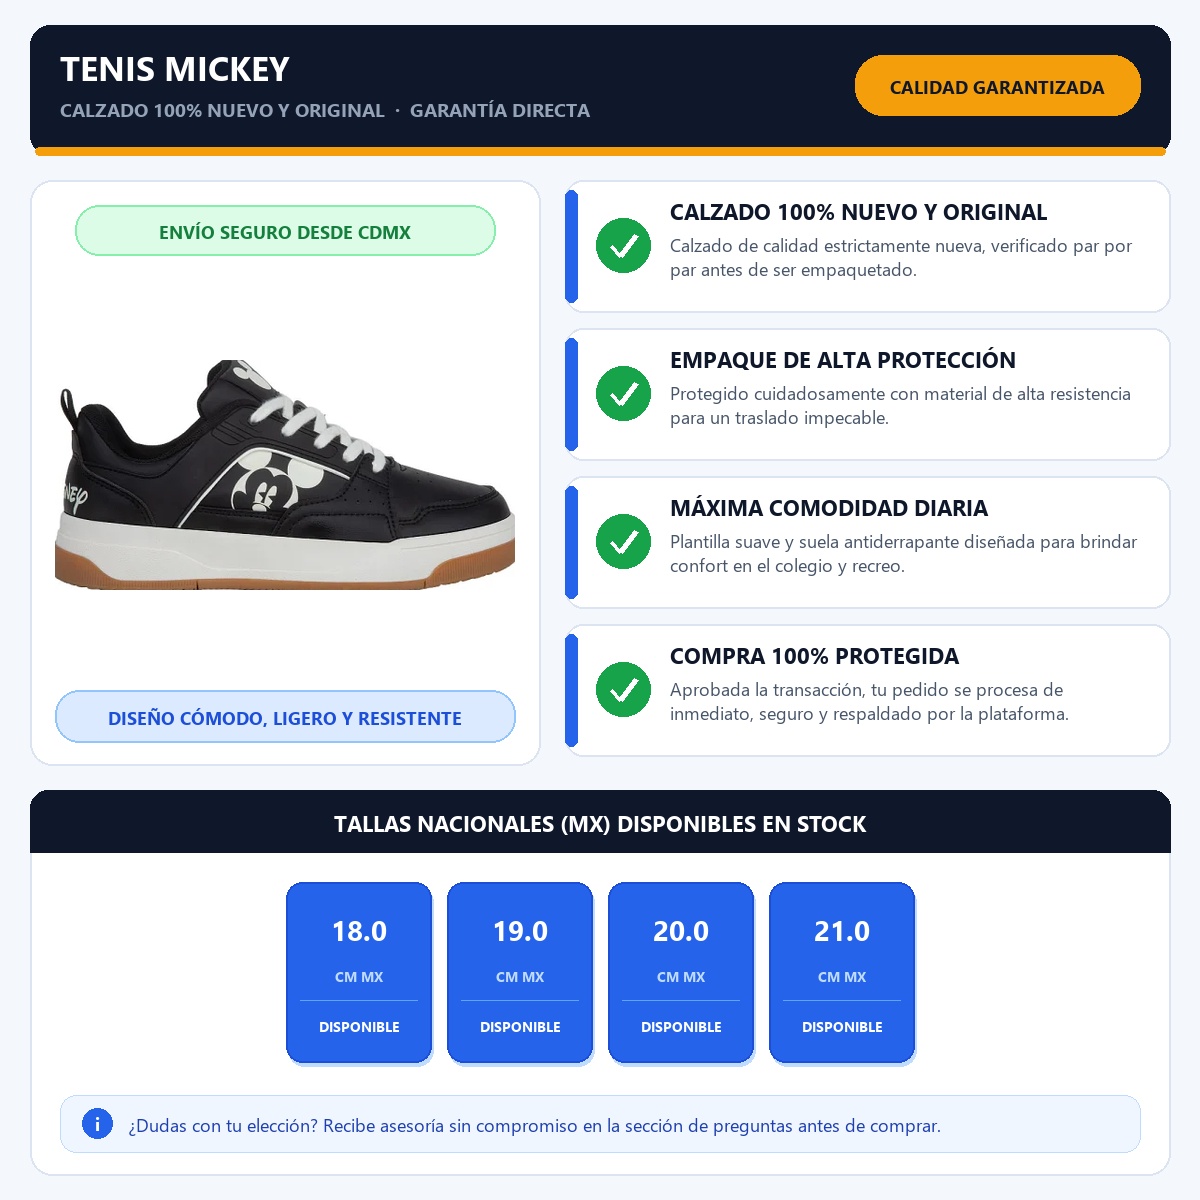 TENIS MICKEY
CALZADO 100% NUEVO Y ORIGINAL · GARANTÍA DIRECTA
CALIDAD GARANTIZADA
ENVÍO SEGURO DESDE CDMX
DISEÑO CÓMODO, LIGERO Y RESISTENTE
CALZADO 100% NUEVO Y ORIGINAL
Calzado de calidad estrictamente nueva, verificado par por
par antes de ser empaquetado.
EMPAQUE DE ALTA PROTECCIÓN
Protegido cuidadosamente con material de alta resistencia
para un traslado impecable.
MÁXIMA COMODIDAD DIARIA
Plantilla suave y suela antiderrapante diseñada para brindar
confort en el colegio y recreo.
COMPRA 100% PROTEGIDA
Aprobada la transacción, tu pedido se procesa de
inmediato, seguro y respaldado por la plataforma.
TALLAS NACIONALES (MX) DISPONIBLES EN STOCK
18.0
CM MX
DISPONIBLE
19.0
CM MX
DISPONIBLE
20.0
CM MX
DISPONIBLE
21.0
CM MX
DISPONIBLE
¿Dudas con tu elección? Recibe asesoría sin compromiso en la sección de preguntas antes de comprar.